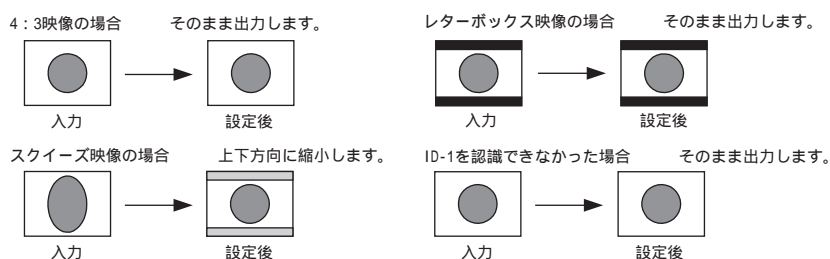 4：3映像の場合　そのまま出力します。
入力　設定後
スクイーズ映像の場合　上下方向に縮小します。
入力　設定後
レターボックス映像の場合　そのまま出力します。
入力　設定後
ID-1を認識できなかった場合　そのまま出力します。
入力　設定後